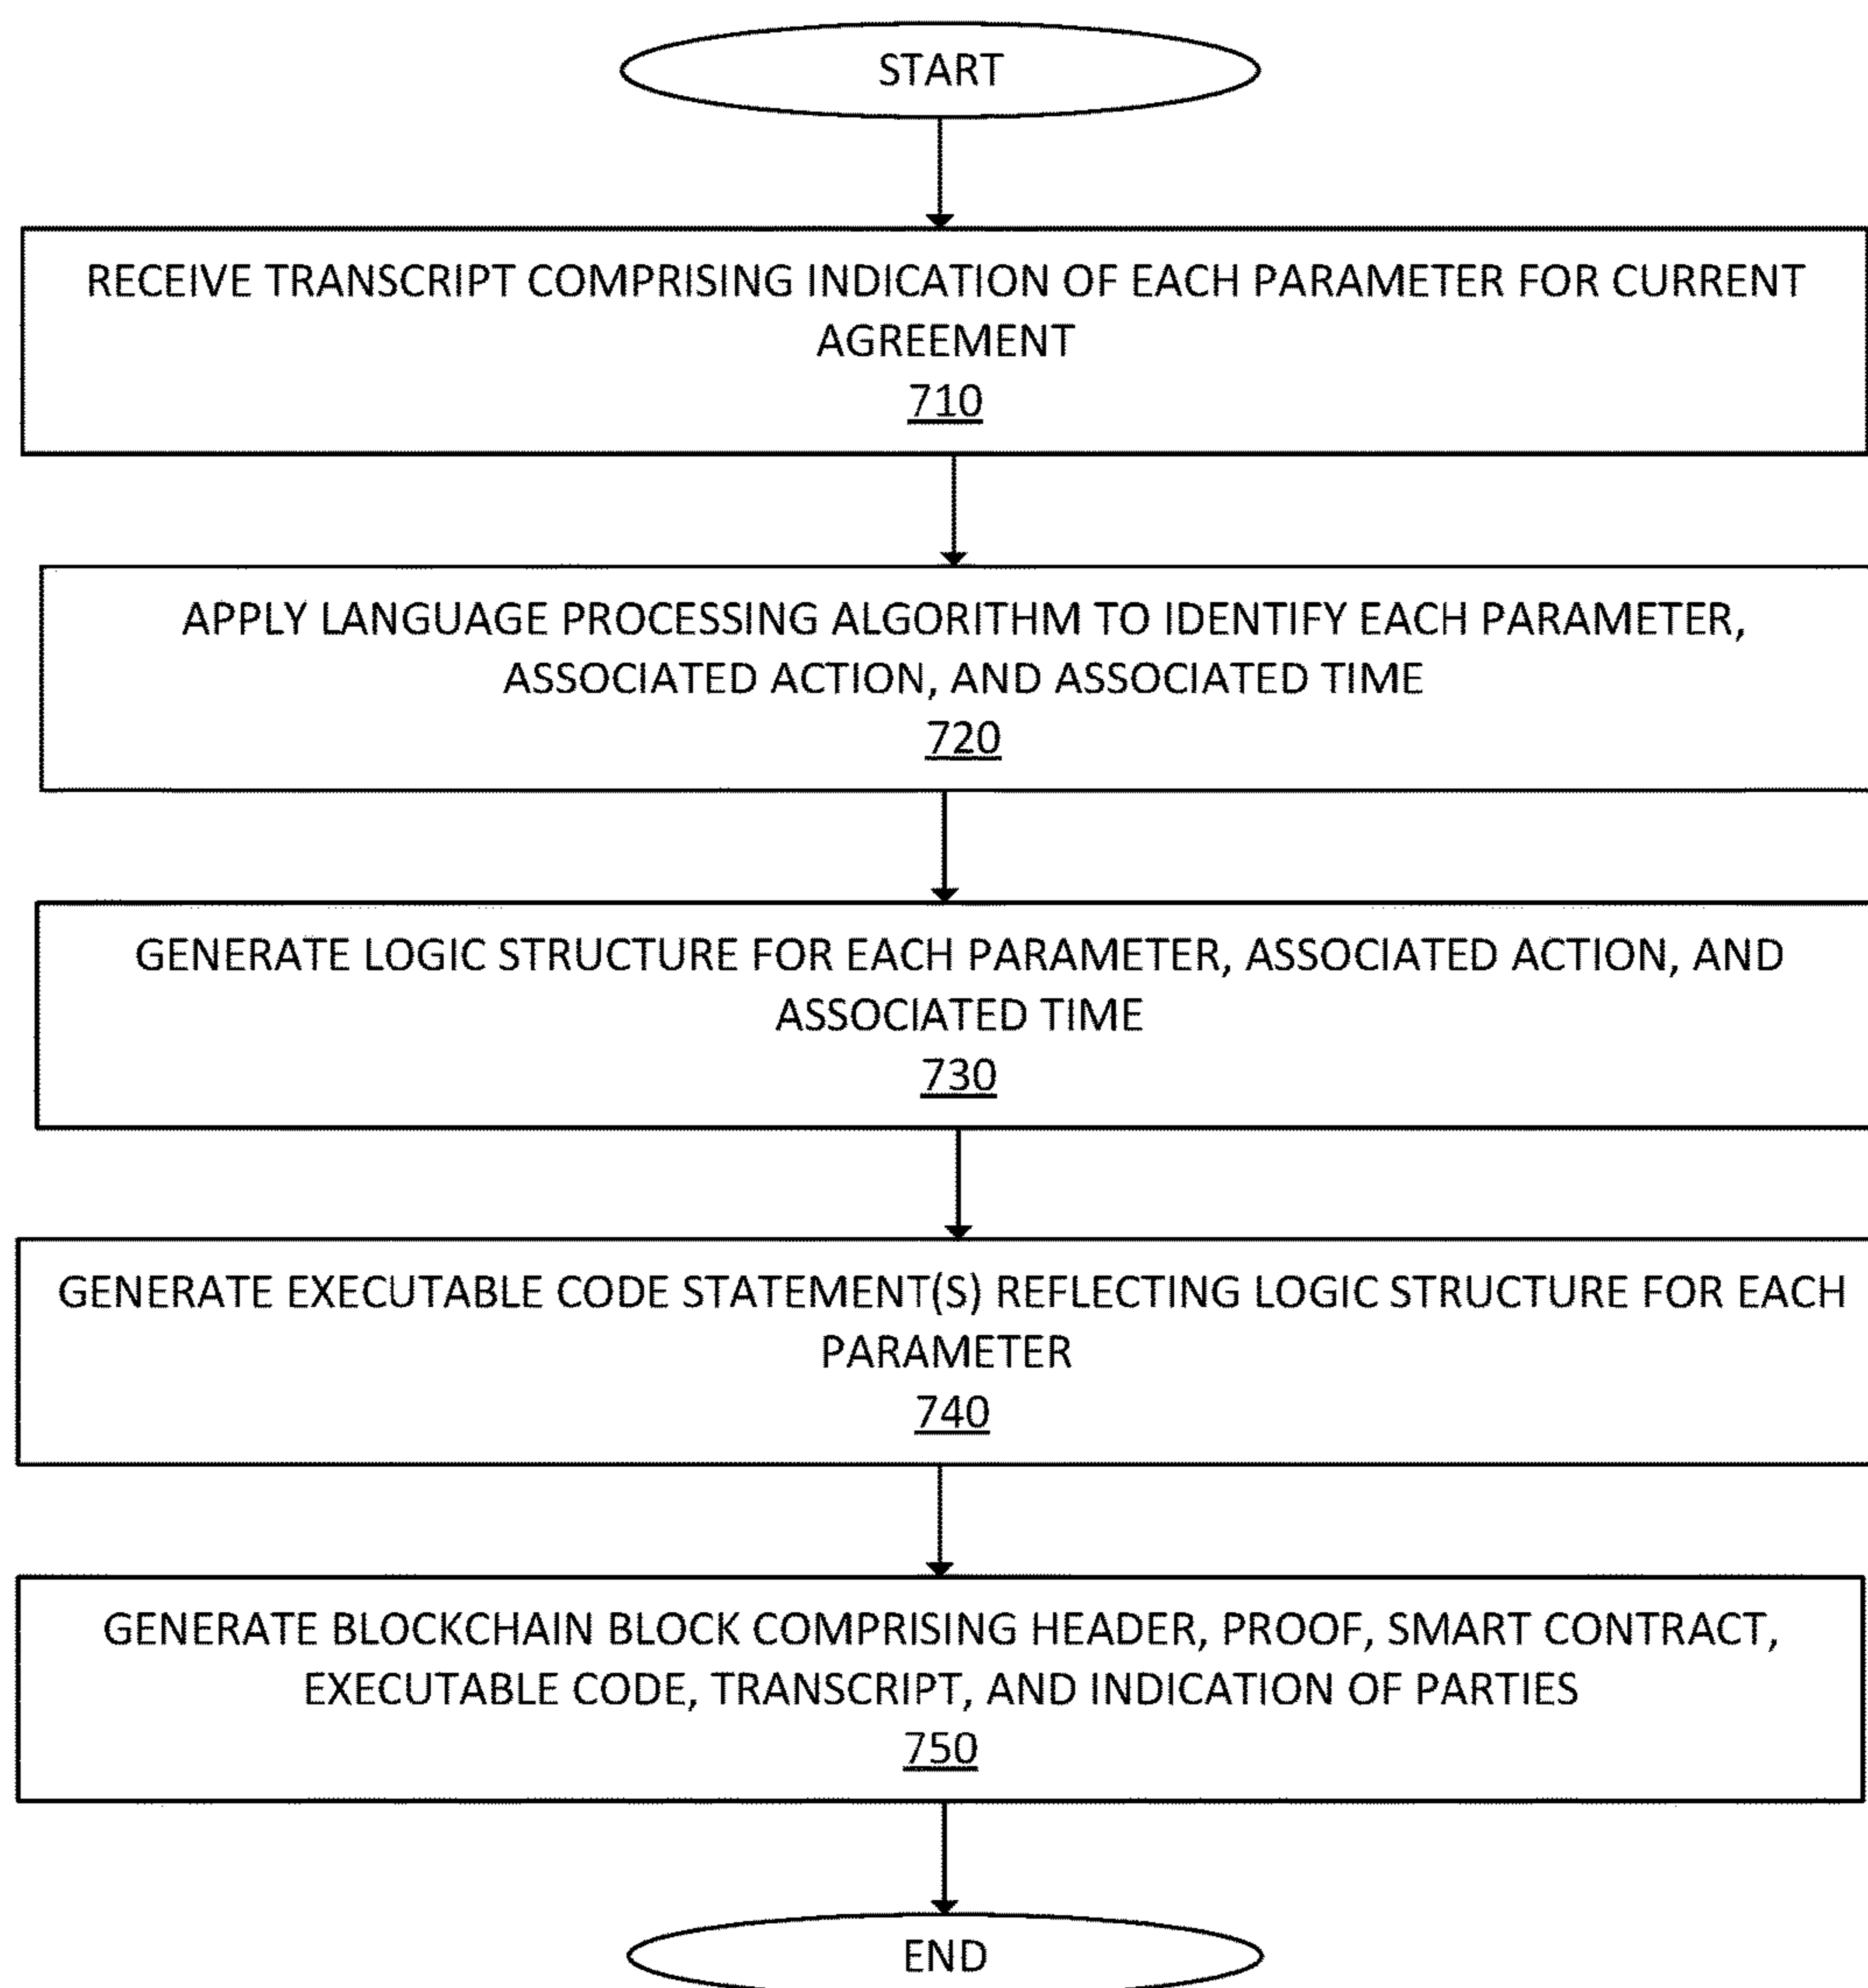 START
RECEIVE TRANSCRIPT COMPRISING INDICATION OF EACH PARAMETER FOR CURRENT
AGREEMENT
710
APPLY LANGUAGE PROCESSING ALGORITHM TO IDENTIFY EACH PARAMETER,
ASSOCIATED ACTION, AND ASSOCIATED TIME
720
GENERATE LOGIC STRUCTURE FOR EACH PARAMETER, ASSOCIATED ACTION, AND
ASSOCIATED TIME
730
GENERATE EXECUTABLE CODE STATEMENT(S) REFLECTING LOGIC STRUCTURE FOR EACH
PARAMETER
740
GENERATE BLOCKCHAIN BLOCK COMPRISING HEADER, PROOF, SMART CONTRACT,
EXECUTABLE CODE, TRANSCRIPT, AND INDICATION OF PARTIES
750
END